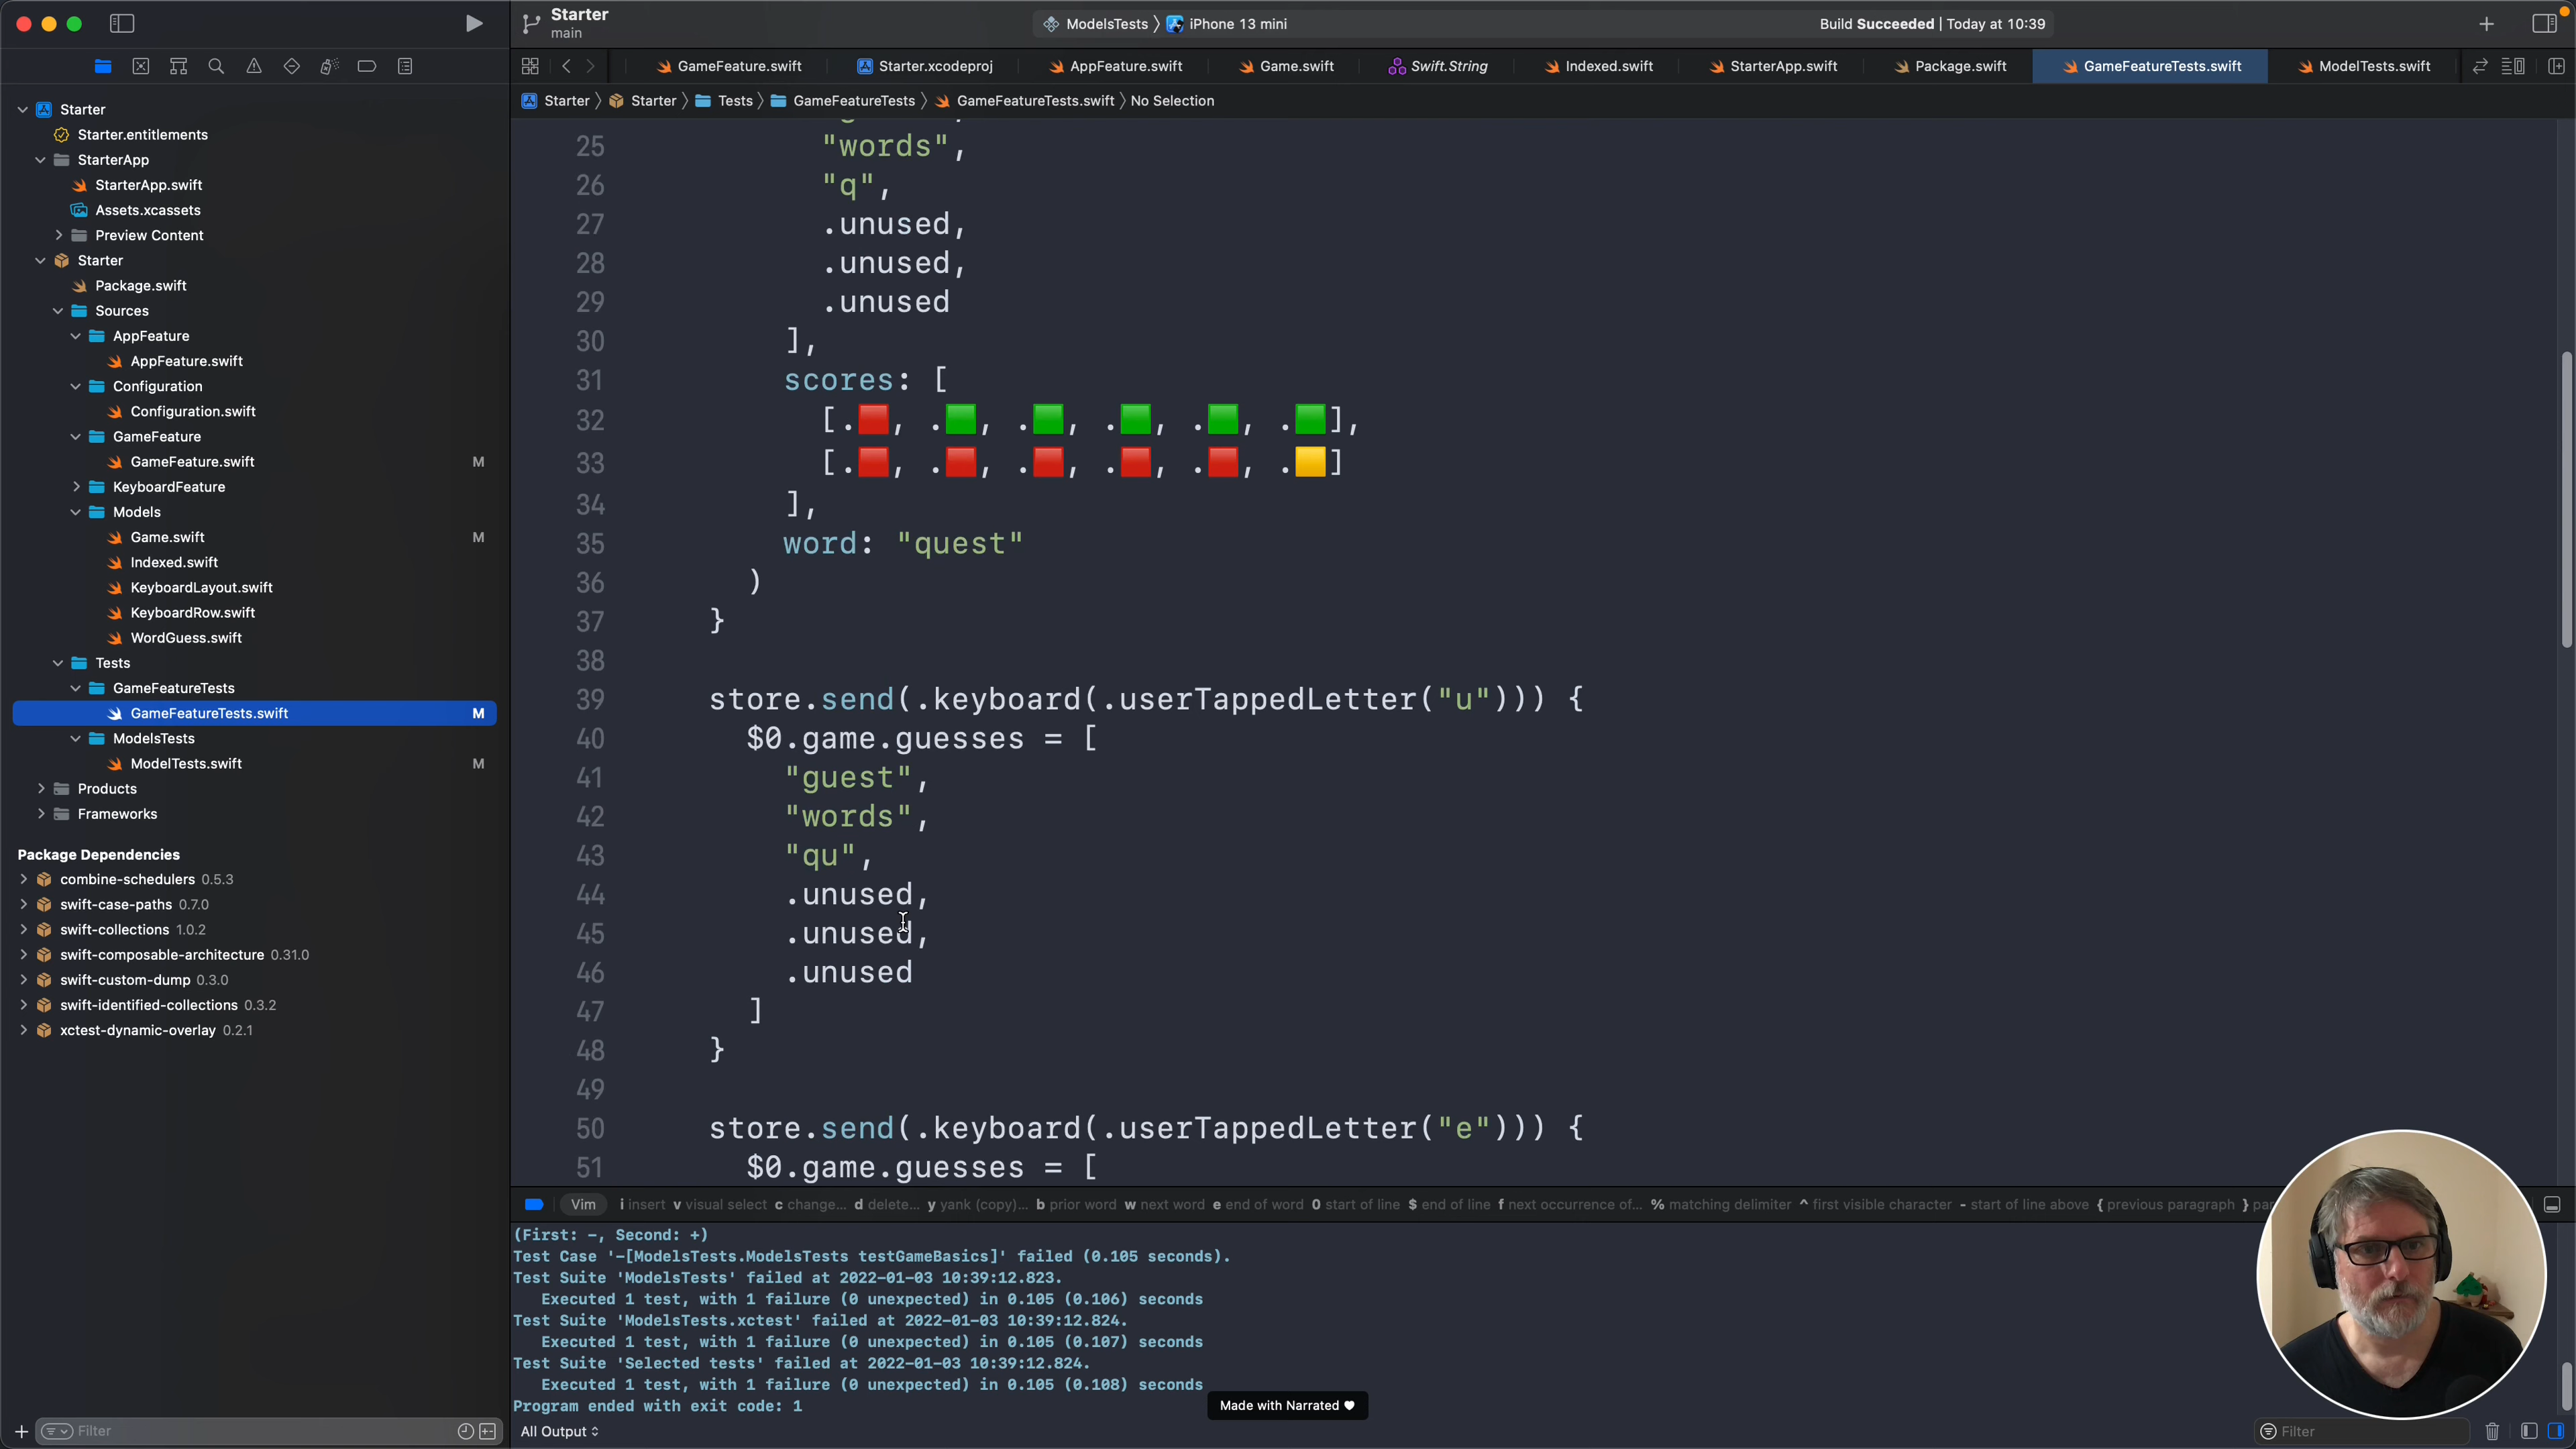 Starter
main
ModelsTests
iPhone 13 mini
Build Succeeded | Today at 10:39
GameFeature.swift
Starter.xcodeproj
AppFeature.swift
Game.swift
Swift.String
Indexed.swift
StarterApp.swift
Package.swift
GameFeatureTests.swift
ModelTests.swift
Starter
Starter
Tests
GameFeatureTests
GameFeatureTests.swift
No Selection
Starter
Starter.entitlements
StarterApp
StarterApp.swift
Assets.xcassets
Preview Content
Starter
Package.swift
Sources
AppFeature
AppFeature.swift
Configuration
Configuration.swift
GameFeature
GameFeature.swift M
KeyboardFeature
Models
Game.swift M
Indexed.swift
KeyboardLayout.swift
KeyboardRow.swift
WordGuess.swift
Tests
GameFeatureTests
GameFeatureTests.swift M
ModelsTests
ModelTests.swift M
Products
Frameworks
Package Dependencies
combine-schedulers 0.5.3
swift-case-paths 0.7.0
swift-collections 1.0.2
swift-composable-architecture 0.31.0
swift-custom-dump 0.3.0
swift-identified-collections 0.3.2
xctest-dynamic-overlay 0.2.1
Filter
25 "words",
26 "q",
27 .unused,
28 .unused,
29 .unused
30 ],
31 scores: [
32 [.🟥, .🟩, .🟩, .🟩, .🟩, .🟩],
33 [.🟥, .🟥, .🟥, .🟥, .🟥, .🟨]
34 ],
35 word: "quest"
36 )
37 }
38
39 store.send(.keyboard(.userTappedLetter("u"))) {
40 $0.game.guesses = [
41 "guest",
42 "words",
43 "qu",
44 .unused,
45 .unused,
46 .unused
47 ]
48 }
49
50 store.send(.keyboard(.userTappedLetter("e"))) {
51 $0.game.guesses = [
Vim i insert v visual select c change... d delete... y yank (copy)... b prior word w next word e end of word 0 start of line $ end of line f next occurrence of... % matching delimiter ^ first visible character - start of line above { previous paragraph }
(First: -, Second: +)
Test Case '-[ModelsTests.ModelsTests testGameBasics]' failed (0.105 seconds).
Test Suite 'ModelsTests' failed at 2022-01-03 10:39:12.823.
Executed 1 test, with 1 failure (0 unexpected) in 0.105 (0.106) seconds
Test Suite 'ModelsTests.xctest' failed at 2022-01-03 10:39:12.824.
Executed 1 test, with 1 failure (0 unexpected) in 0.105 (0.107) seconds
Test Suite 'Selected tests' failed at 2022-01-03 10:39:12.824.
Executed 1 test, with 1 failure (0 unexpected) in 0.105 (0.108) seconds
Program ended with exit code: 1
Made with Narrated ♥
All Output
Filter